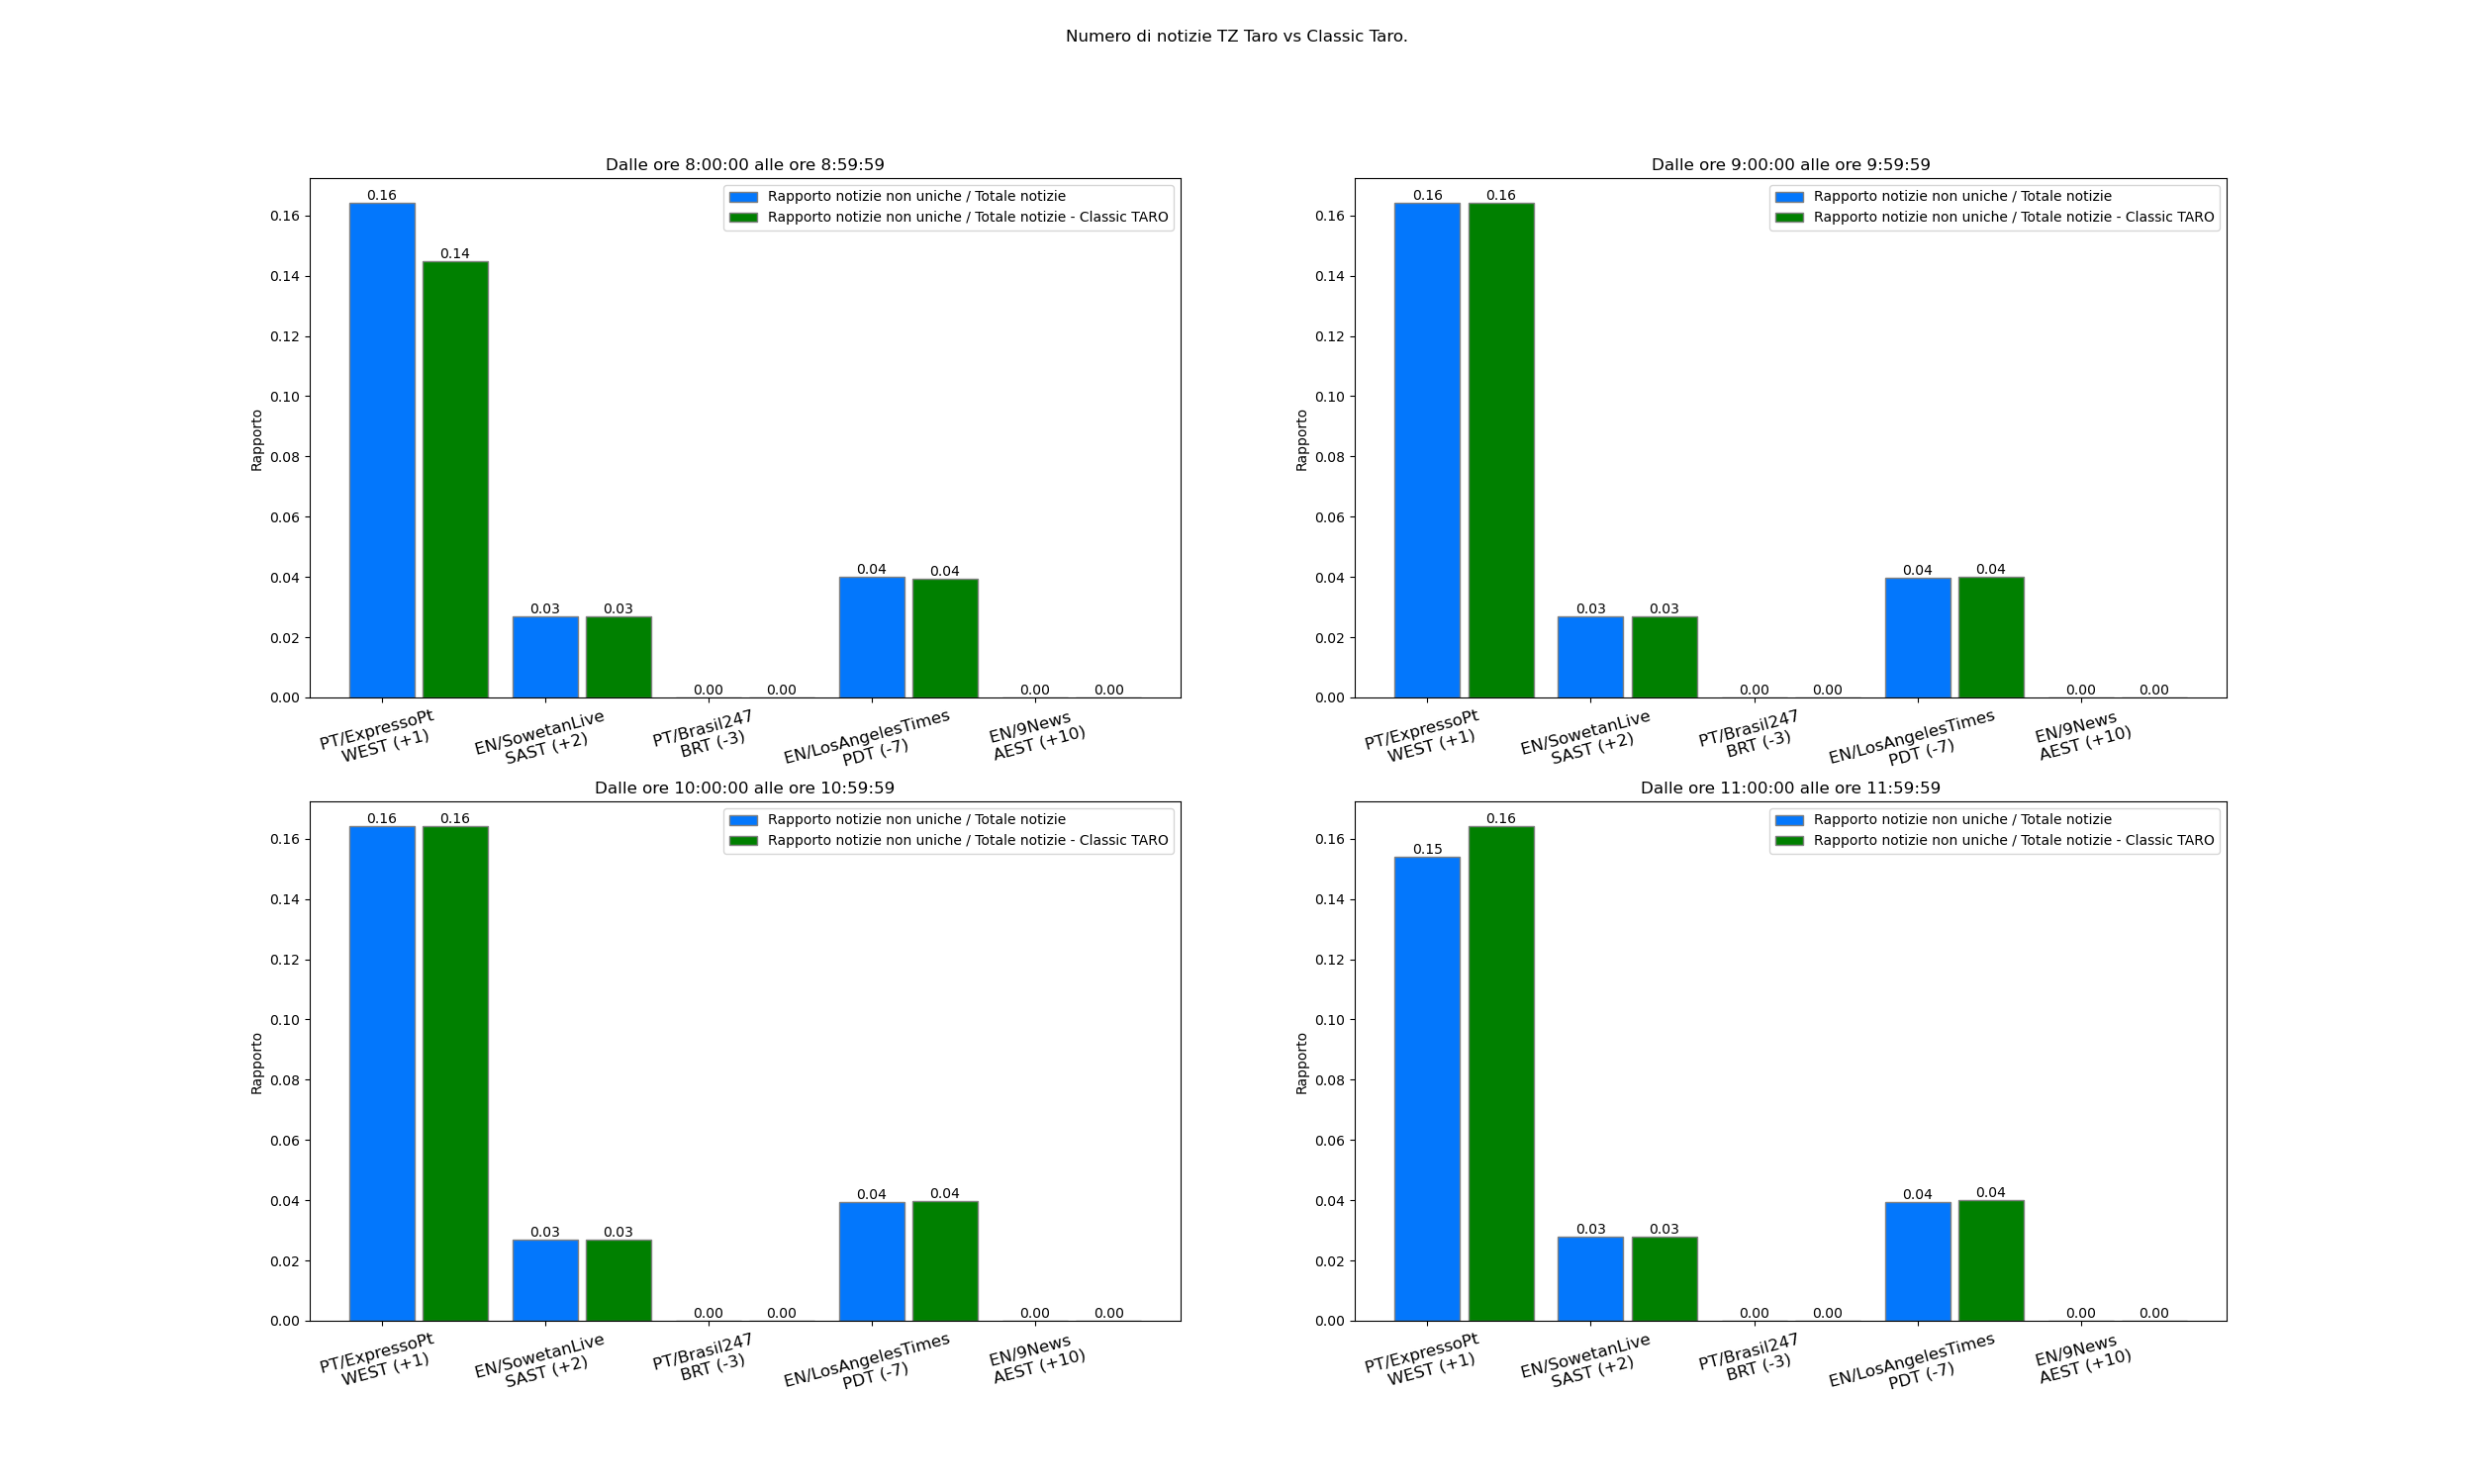 Numero di notizie TZ Taro vs Classic Taro.
Dalle ore 8:00:00 alle ore 8:59:59
Rapporto notizie non uniche / Totale notizie
Rapporto notizie non uniche / Totale notizie - Classic TARO
Rapporto
0.16
0.14
0.12
0.10
0.08
0.06
0.04
0.02
0.00
0.16
0.14
0.03
0.03
0.00
0.00
0.04
0.04
0.00
0.00
PT/ExpressoPt
WEST (+1)
EN/SowetanLive
SAST (+2)
PT/Brasil247
BRT (-3)
EN/LosAngelesTimes
PDT (-7)
EN/9News
AEST (+10)
Dalle ore 9:00:00 alle ore 9:59:59
Rapporto notizie non uniche / Totale notizie
Rapporto notizie non uniche / Totale notizie - Classic TARO
Rapporto
0.16
0.14
0.12
0.10
0.08
0.06
0.04
0.02
0.00
0.16
0.16
0.03
0.03
0.00
0.00
0.04
0.04
0.00
0.00
PT/ExpressoPt
WEST (+1)
EN/SowetanLive
SAST (+2)
PT/Brasil247
BRT (-3)
EN/LosAngelesTimes
PDT (-7)
EN/9News
AEST (+10)
Dalle ore 10:00:00 alle ore 10:59:59
Rapporto notizie non uniche / Totale notizie
Rapporto notizie non uniche / Totale notizie - Classic TARO
Rapporto
0.16
0.14
0.12
0.10
0.08
0.06
0.04
0.02
0.00
0.16
0.16
0.03
0.03
0.00
0.00
0.04
0.04
0.00
0.00
PT/ExpressoPt
WEST (+1)
EN/SowetanLive
SAST (+2)
PT/Brasil247
BRT (-3)
EN/LosAngelesTimes
PDT (-7)
EN/9News
AEST (+10)
Dalle ore 11:00:00 alle ore 11:59:59
Rapporto notizie non uniche / Totale notizie
Rapporto notizie non uniche / Totale notizie - Classic TARO
Rapporto
0.16
0.14
0.12
0.10
0.08
0.06
0.04
0.02
0.00
0.15
0.16
0.03
0.03
0.00
0.00
0.04
0.04
0.00
0.00
PT/ExpressoPt
WEST (+1)
EN/SowetanLive
SAST (+2)
PT/Brasil247
BRT (-3)
EN/LosAngelesTimes
PDT (-7)
EN/9News
AEST (+10)